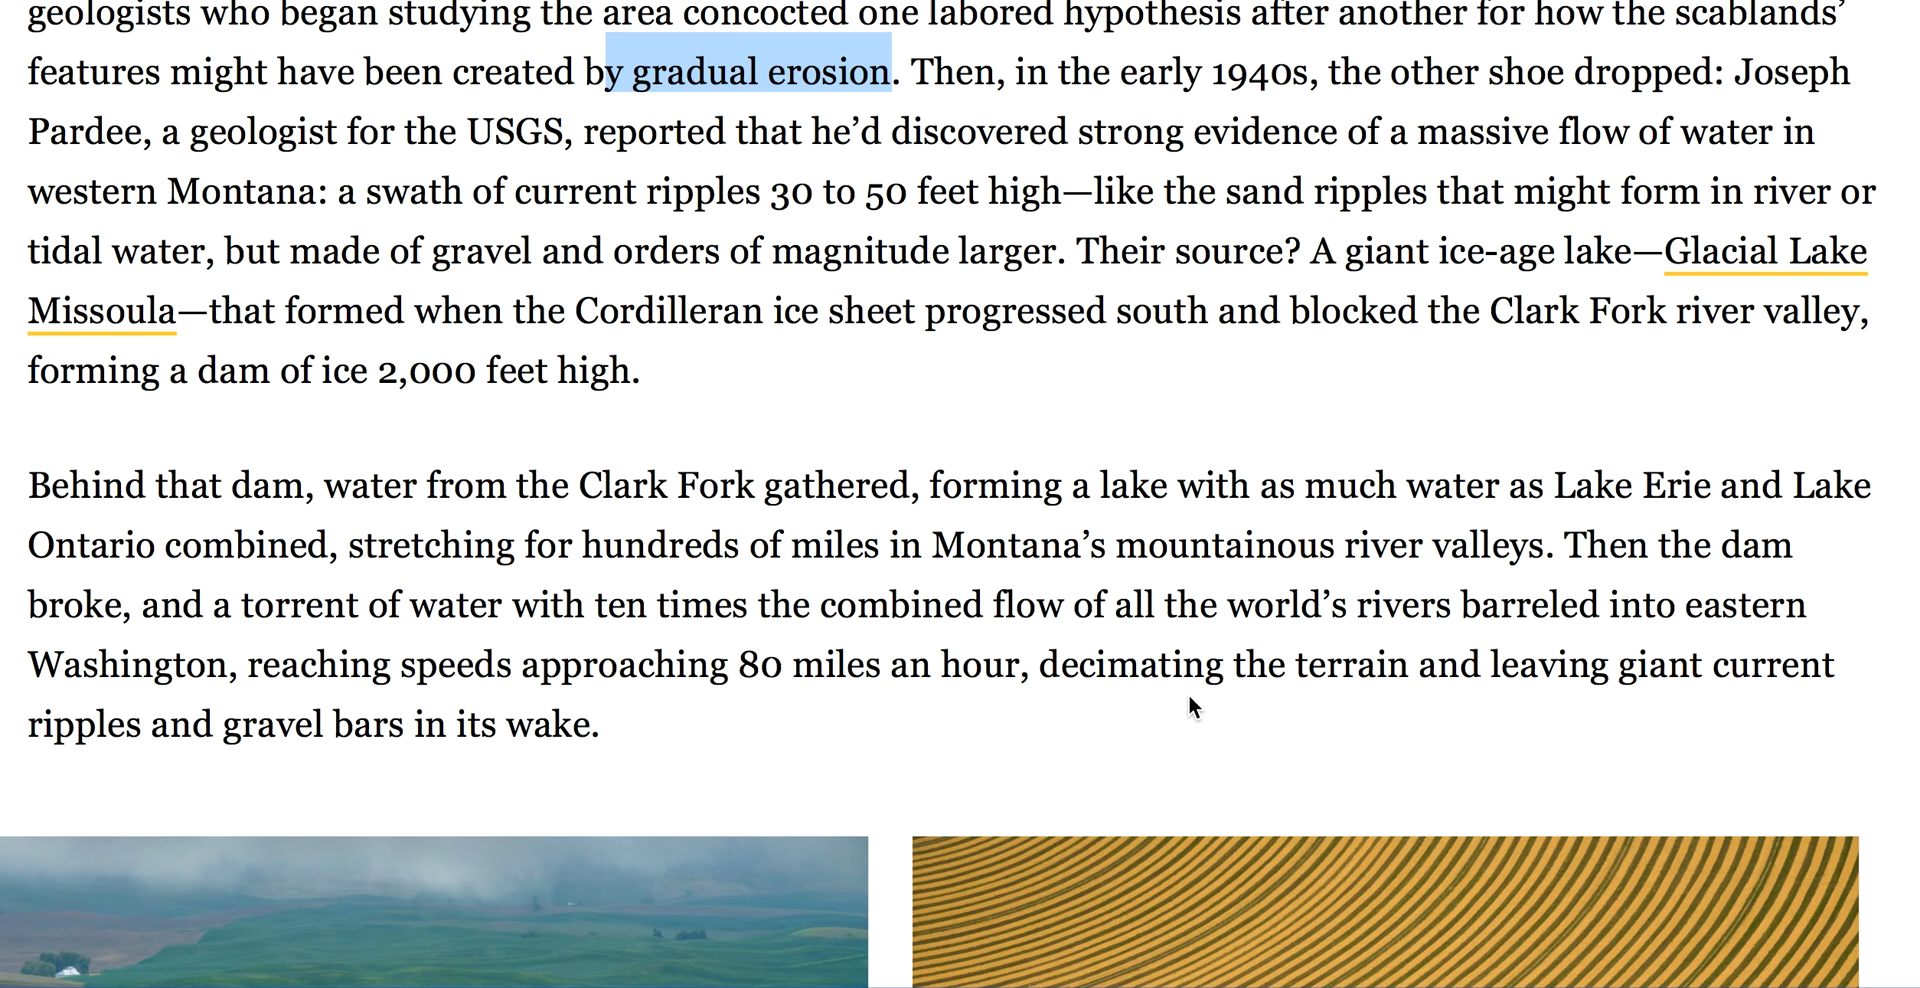 geologists who began studying the area concocted one labored hypothesis after another for how the scablands’
features might have been created by gradual erosion. Then, in the early 1940s, the other shoe dropped: Joseph
Pardee, a geologist for the USGS, reported that he’d discovered strong evidence of a massive flow of water in
western Montana: a swath of current ripples 30 to 50 feet high—like the sand ripples that might form in river or
tidal water, but made of gravel and orders of magnitude larger. Their source? A giant ice-age lake—Glacial Lake
Missoula—that formed when the Cordilleran ice sheet progressed south and blocked the Clark Fork river valley,
forming a dam of ice 2,000 feet high.
Behind that dam, water from the Clark Fork gathered, forming a lake with as much water as Lake Erie and Lake
Ontario combined, stretching for hundreds of miles in Montana’s mountainous river valleys. Then the dam
broke, and a torrent of water with ten times the combined flow of all the world’s rivers barreled into eastern
Washington, reaching speeds approaching 80 miles an hour, decimating the terrain and leaving giant current
ripples and gravel bars in its wake.